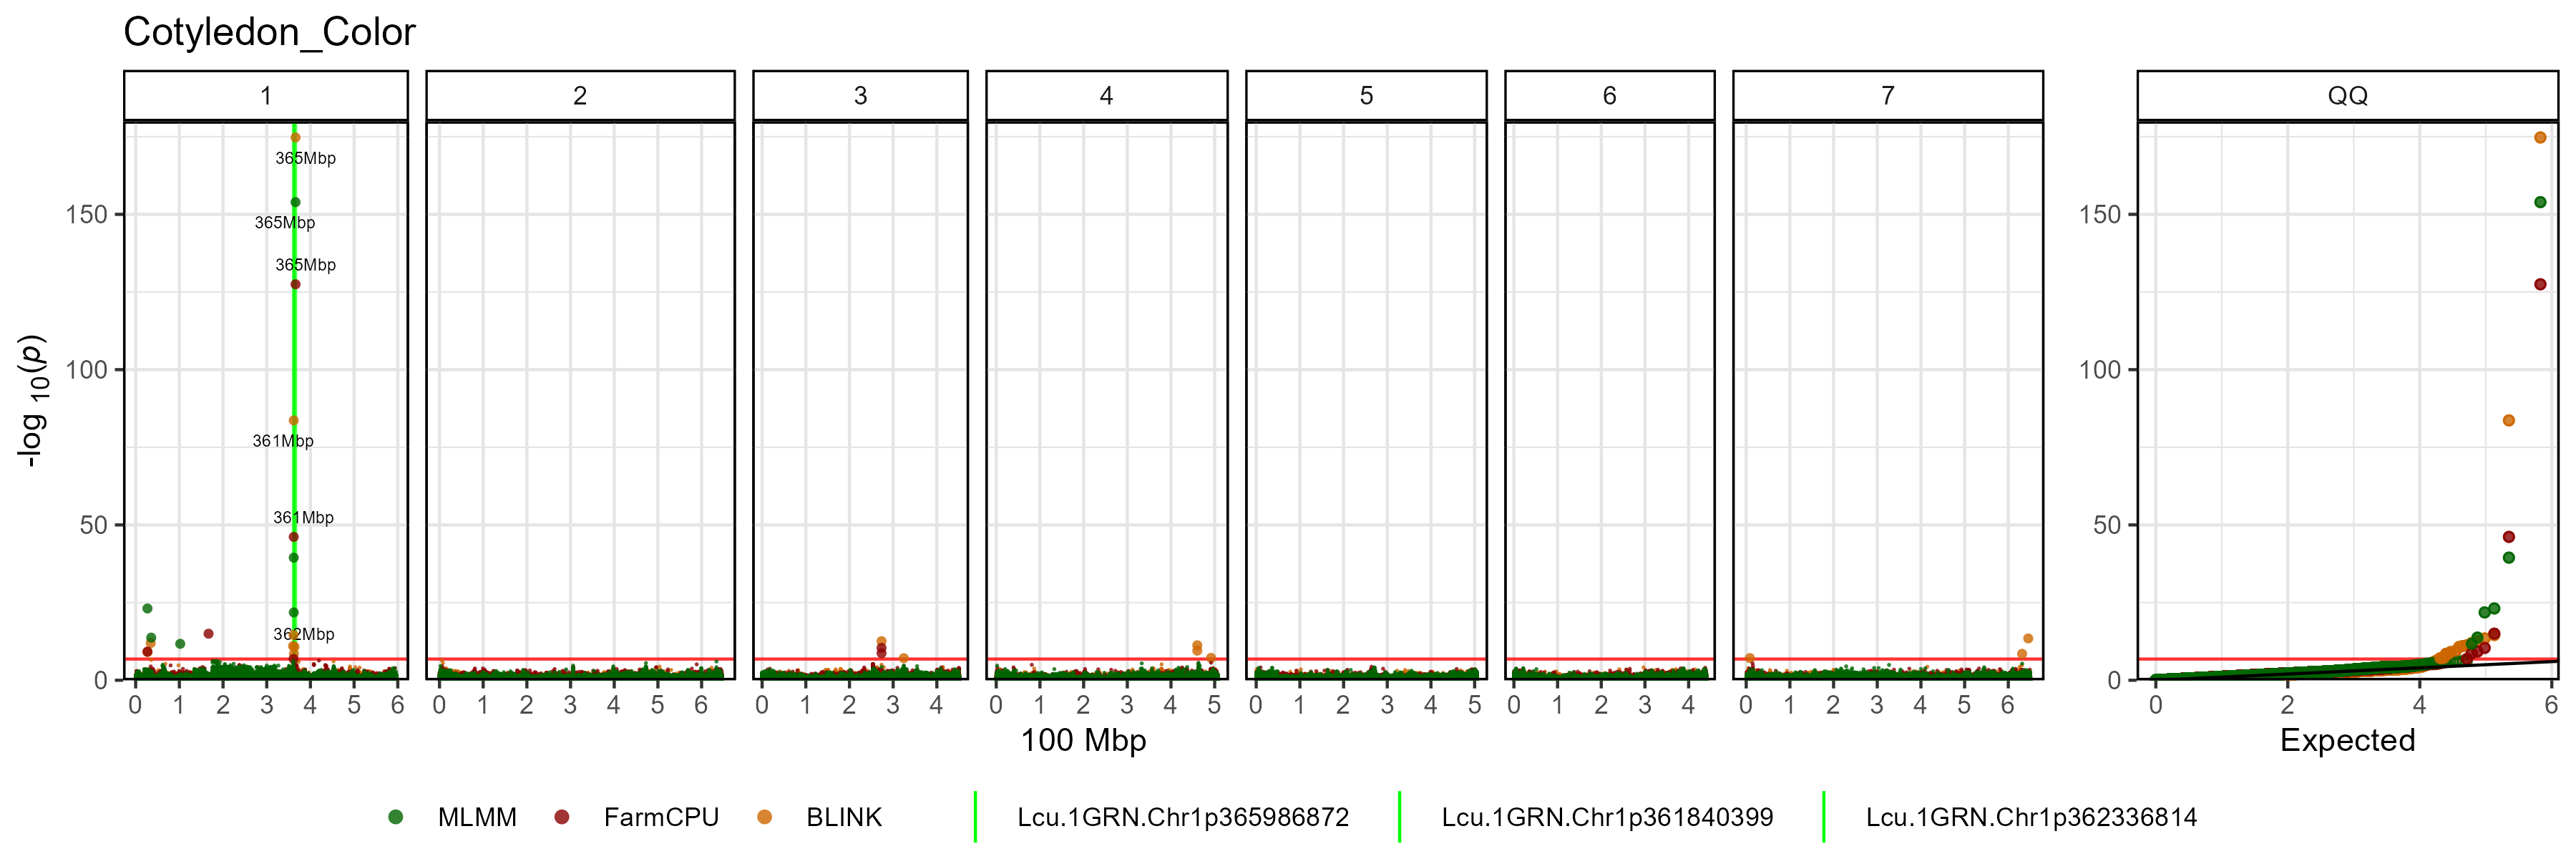 Cotyledon_Color
1 2 3 4 5 6 7 QQ
365Mbp
365Mbp
365Mbp
361Mbp
361Mbp
362Mbp
-log 10(p)
150
100
50
0
150
100
50
0
0 1 2 3 4 5 6 0 1 2 3 4 5 6 0 1 2 3 4 0 1 2 3 4 5 0 1 2 3 4 5 0 1 2 3 4 0 1 2 3 4 5 6 0 2 4 6
100 Mbp Expected
MLMM FarmCPU BLINK Lcu.1GRN.Chr1p365986872 Lcu.1GRN.Chr1p361840399 Lcu.1GRN.Chr1p362336814